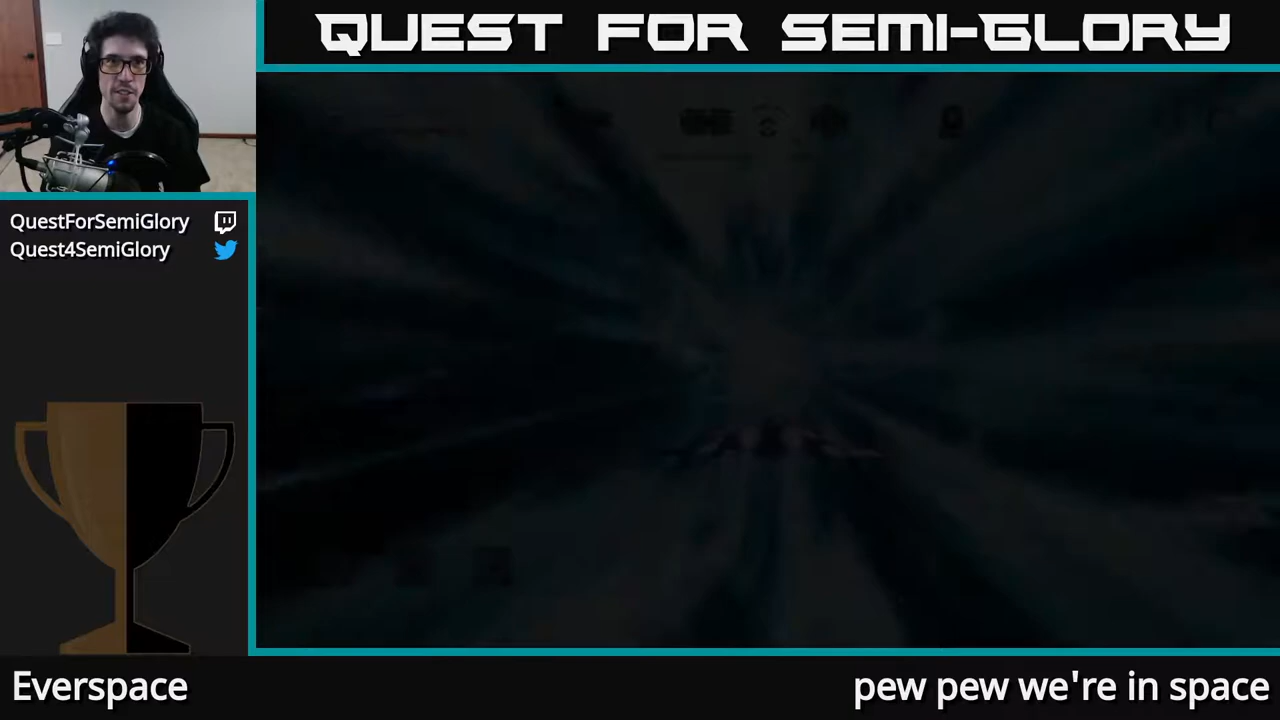 QUEST FOR SEMI-GLORY
QuestForSemiGlory
Quest4SemiGlory
Everspace
pew pew we're in space